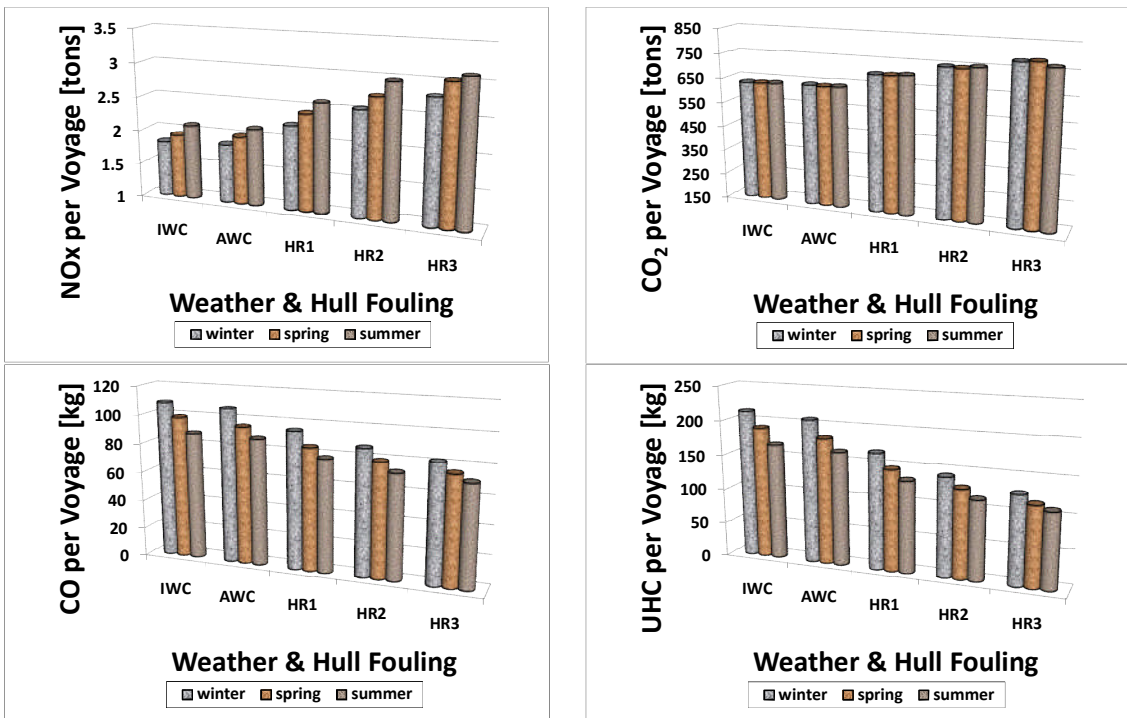 NOx per Voyage [tons]
3.5
3
2.5
2
1.5
1
IWC
AWC
HR1
HR2
HR3
Weather & Hull Fouling
winter spring summer
CO₂ per Voyage [tons]
850
750
650
550
450
350
250
150
IWC
AWC
HR1
HR2
HR3
Weather & Hull Fouling
winter spring summer
CO per Voyage [kg]
120
100
80
60
40
20
0
IWC
AWC
HR1
HR2
HR3
Weather & Hull Fouling
winter spring summer
UHC per Voyage [kg]
250
200
150
100
50
0
IWC
AWC
HR1
HR2
HR3
Weather & Hull Fouling
winter spring summer